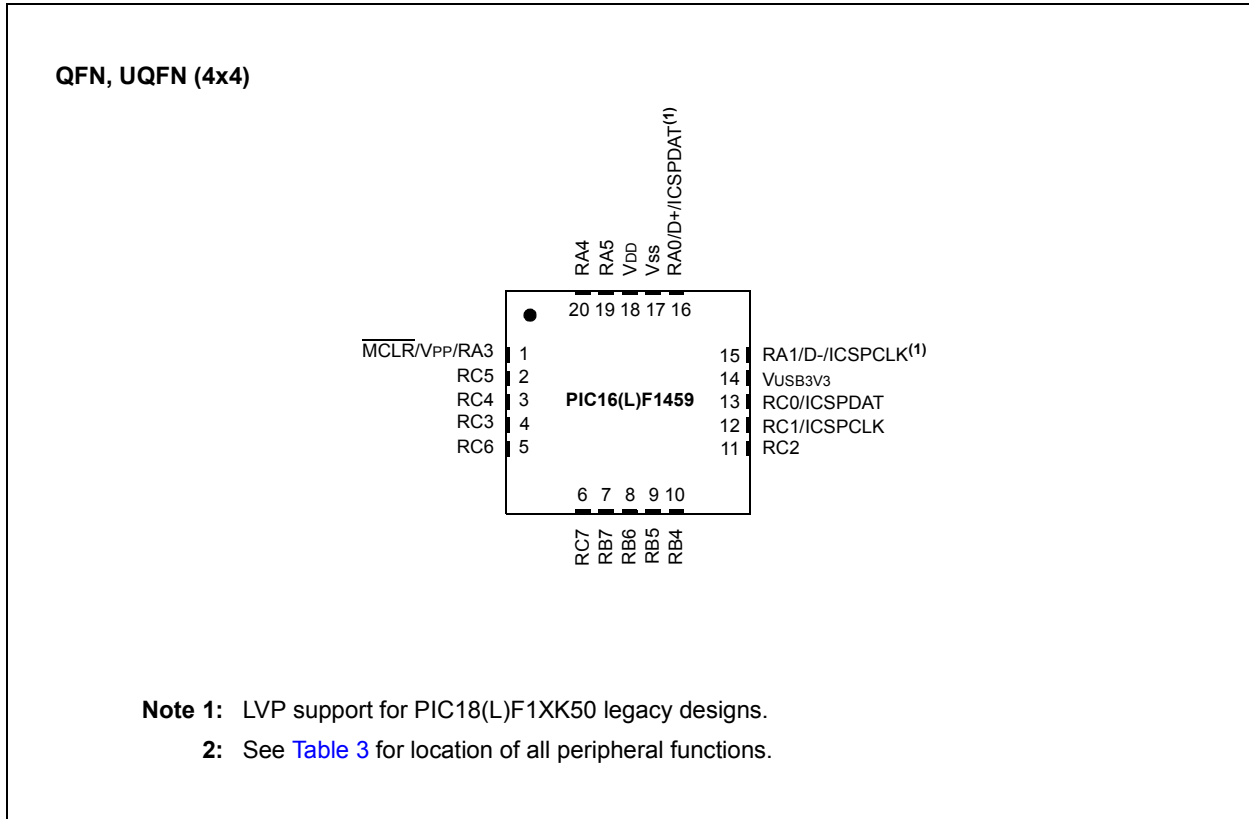 QFN, UQFN (4x4)
RA4
RA5
VDD
Vss
RA0/D+/ICSPDAT(1)
20 19 18 17 16
MCLR/VPP/RA3 1
RC5 2
RC4 3
RC3 4
RC6 5
PIC16(L)F1459
15 RA1/D-/ICSPCLK(1)
14 VUSB3V3
13 RC0/ICSPDAT
12 RC1/ICSPCLK
11 RC2
6 7 8 9 10
RC7
RB7
RB6
RB5
RB4
Note 1: LVP support for PIC18(L)F1XK50 legacy designs.
2: See Table 3 for location of all peripheral functions.